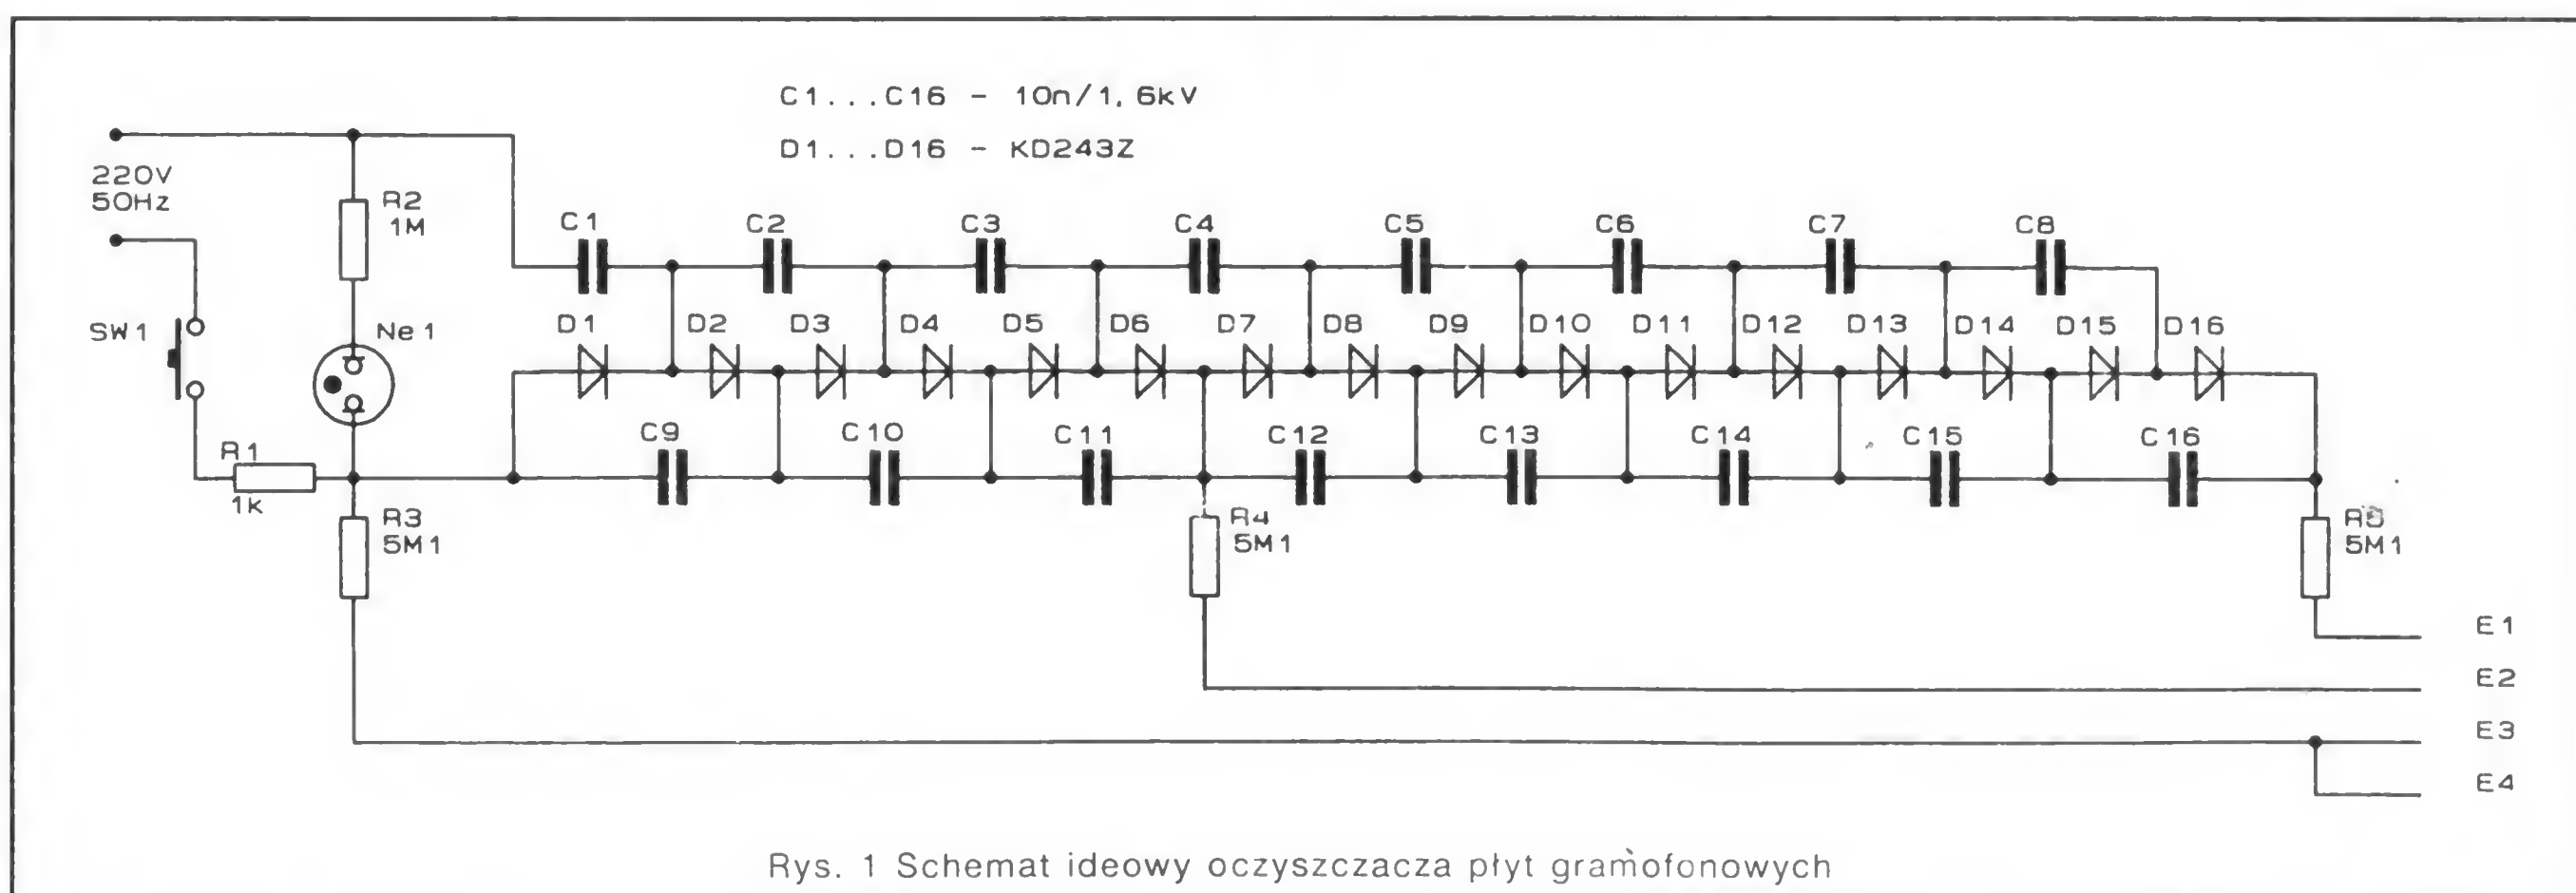 C1...C16 - 10n/1,6kV
D1...D16 - KD243Z
220V
50Hz
R2
1M
C1 C2 C3 C4 C5 C6 C7 C8
SW1
Ne1
D1 D2 D3 D4 D5 D6 D7 D8 D9 D10 D11 D12 D13 D14 D15 D16
C9 C10 C11 C12 C13 C14 C15 C16
R1
1k
R3
5M1
R4
5M1
R5
5M1
E1
E2
E3
E4
Rys. 1 Schemat ideowy oczyszczacza płyt gramofonowych